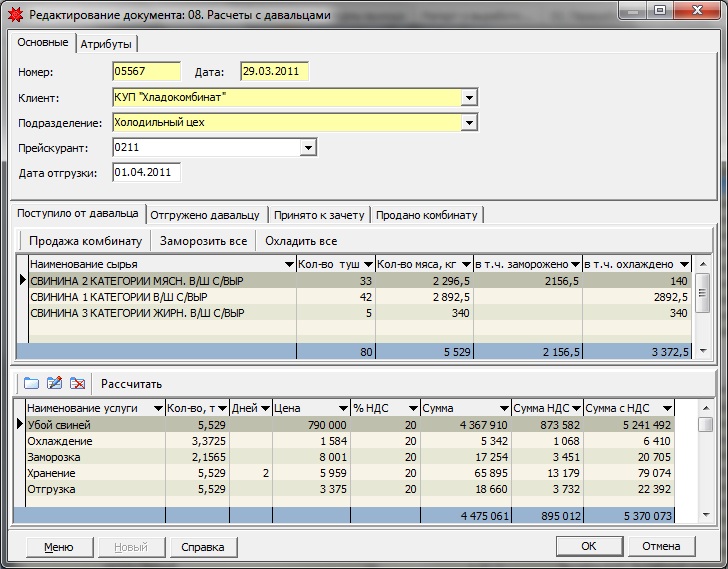 Редактирование документа: 08. Расчеты с давальцами
Основные Атрибуты
Номер: 05567 Дата: 29.03.2011
Клиент: КУП "Хладокомбинат"
Подразделение: Холодильный цех
Прейскурант: 0211
Дата отгрузки: 01.04.2011
Поступило от давальца Отгружено давальцу Принято к зачету Продано комбинату
Продажа комбинату Заморозить все Охладить все
Наименование сырья Кол-во туш Кол-во мяса, кг в т.ч. заморожено в т.ч. охлаждено
СВИНИНА 2 КАТЕГОРИИ МЯСН. В/Ш С/ВЫР 33 2 296,5 2156,5 140
СВИНИНА 1 КАТЕГОРИИ В/Ш С/ВЫР 42 2 892,5 2892,5
СВИНИНА 3 КАТЕГОРИИ ЖИРН. В/Ш С/ВЫР 5 340 340
80 5 529 2 156,5 3 372,5
Рассчитать
Наименование услуги Кол-во, т Дней Цена % НДС Сумма Сумма НДС Сумма с НДС
Убой свиней 5,529 790 000 20 4 367 910 873 582 5 241 492
Охлаждение 3,3725 1 584 20 5 342 1 068 6 410
Заморозка 2,1565 8 001 20 17 254 3 451 20 705
Хранение 5,529 2 5 959 20 65 895 13 179 79 074
Отгрузка 5,529 3 375 20 18 660 3 732 22 392
4 475 061 895 012 5 370 073
Меню Новый Справка ОК Отмена